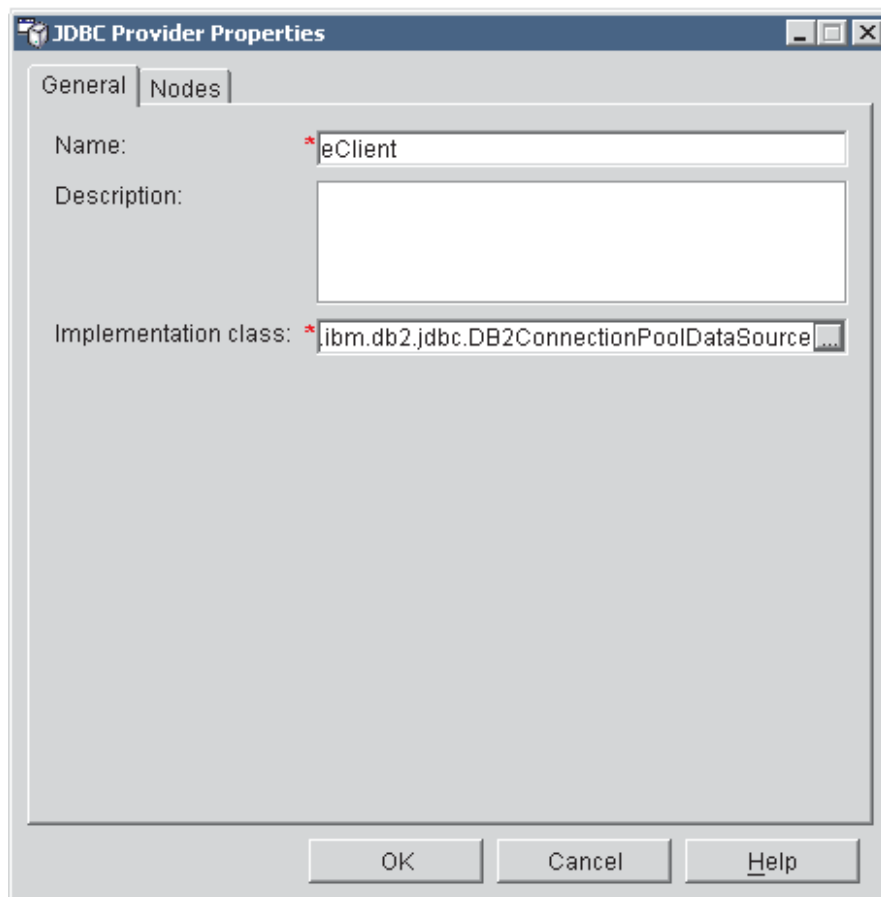 JDBC Provider Properties
General Nodes
Name: *eClient
Description:
Implementation class: *.ibm.db2.jdbc.DB2ConnectionPoolDataSource...
OK Cancel Help